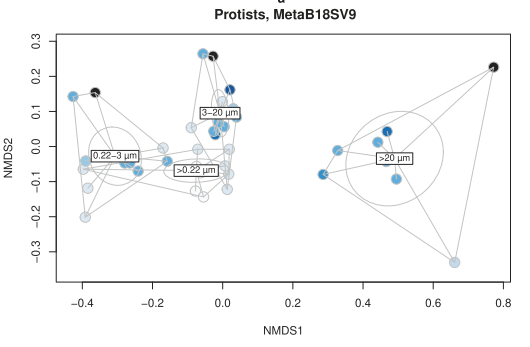 a
Protists, MetaB18SV9
NMDS2
0.3
0.2
0.1
0.0
−0.1
−0.2
−0.3
3−20 µm
0.22−3 µm
>0.22 µm
>20 µm
−0.4 −0.2 0.0 0.2 0.4 0.6 0.8
NMDS1